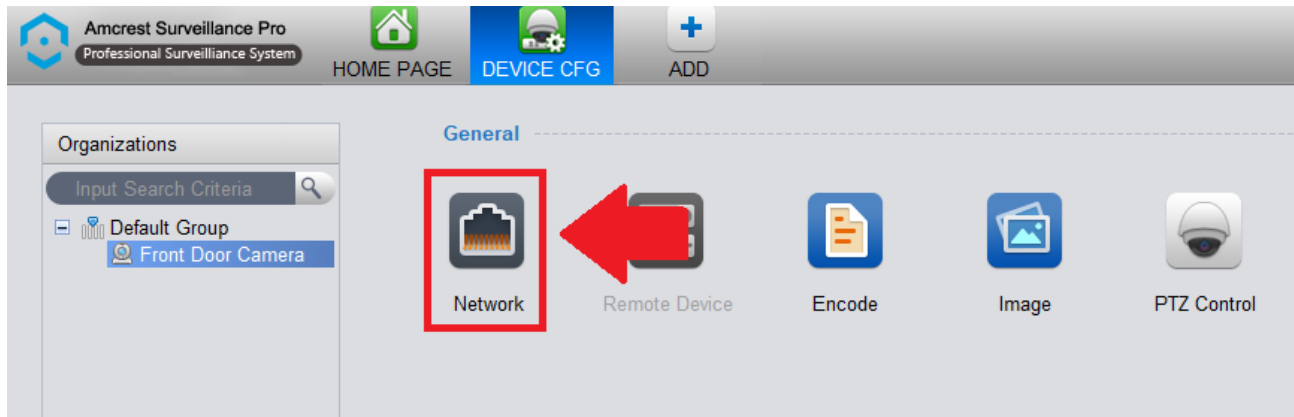 Amcrest Surveillance Pro
Professional Surveilliance System
HOME PAGE
DEVICE CFG
ADD
Organizations
Input Search Criteria
Default Group
Front Door Camera
General
Network
Remote Device
Encode
Image
PTZ Control